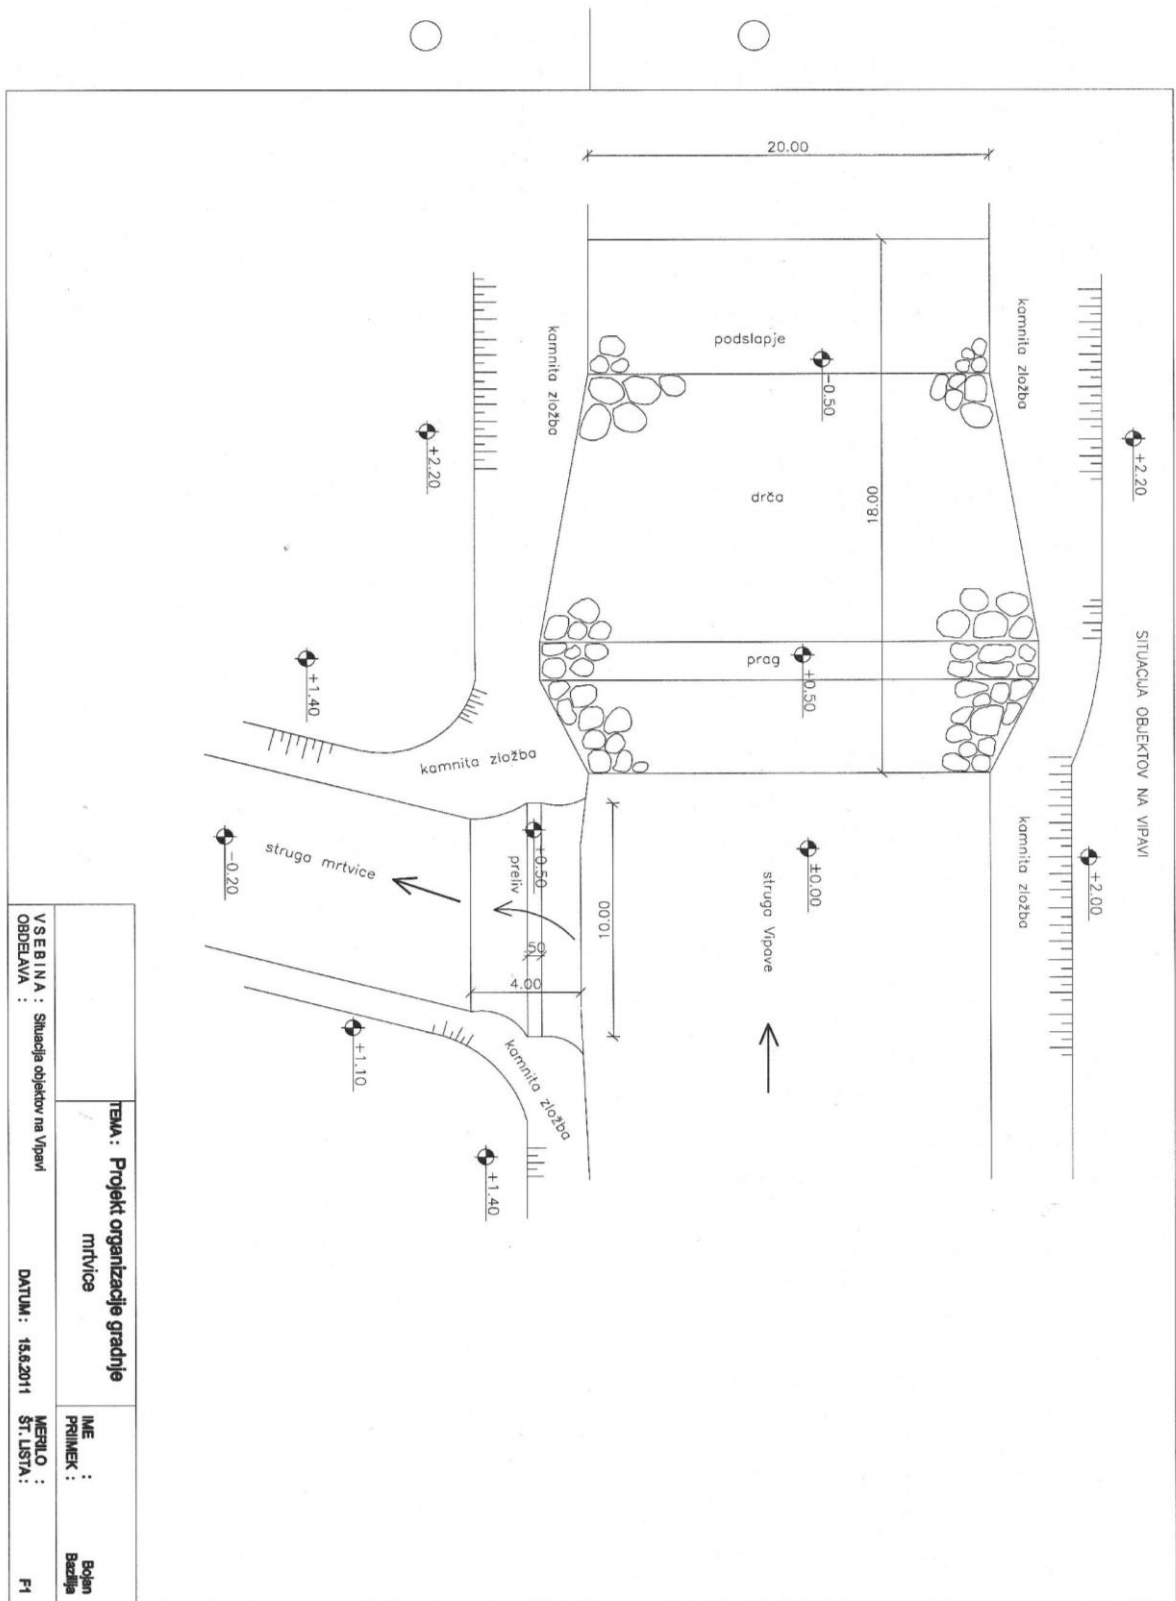 SITUACIJA OBJEKTOV NA VIPAVI
20.00
kamnita zložba
kamnita zložba
podslapje
-0.50
+2.20
+2.20
drča
18.00
prag
+0.50
+1.40
kamnita zložba
kamnita zložba
+2.00
±0.00
struga Vipave
10.00
+0.50
preliv
struga mrtvice
-0.20
50
4.00
+1.10
kamnita zložba
+1.40
TEMA : Projekt organizacije gradnje
mrtvice
IME :
PRIIMEK :
Bojan
Bazilija
VSEBINA : Situacija objektov na Vipavi
OBDELAVA :
DATUM : 15.6.2011
MERILO :
ŠT. LISTA : F1